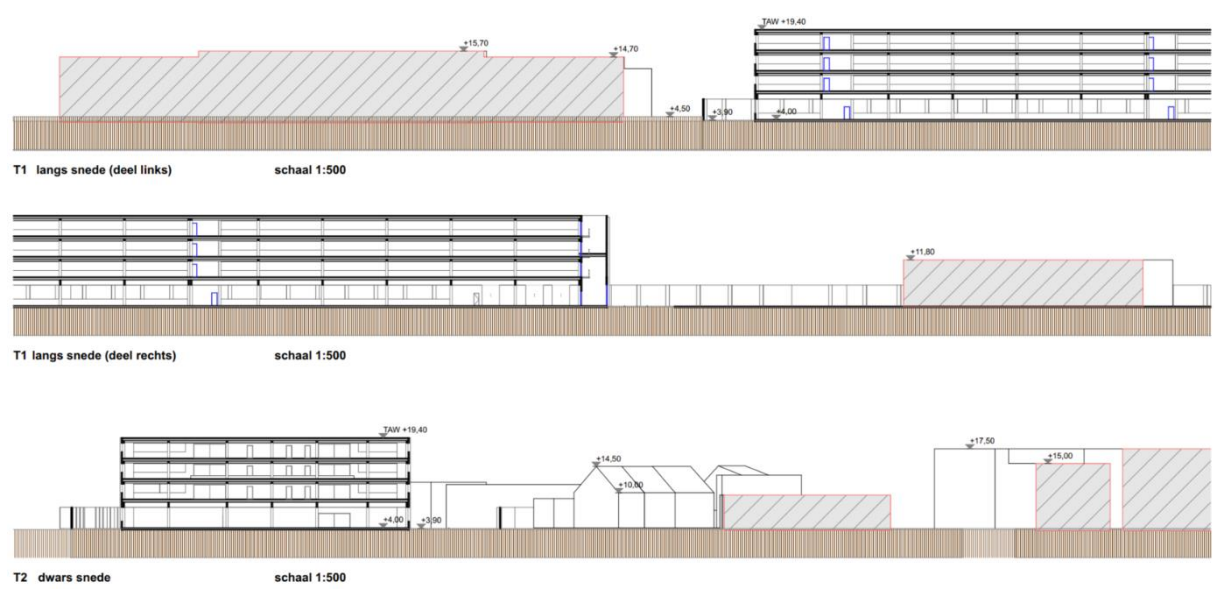 TAW +19,40
+15,70
+14,70
+4,50
+3,90
+4,00
T1 langs snede (deel links) schaal 1:500
+11,80
T1 langs snede (deel rechts) schaal 1:500
TAW +19,40
+17,50
+14,50
+15,00
+10,00
+4,00
+3,90
T2 dwars snede schaal 1:500